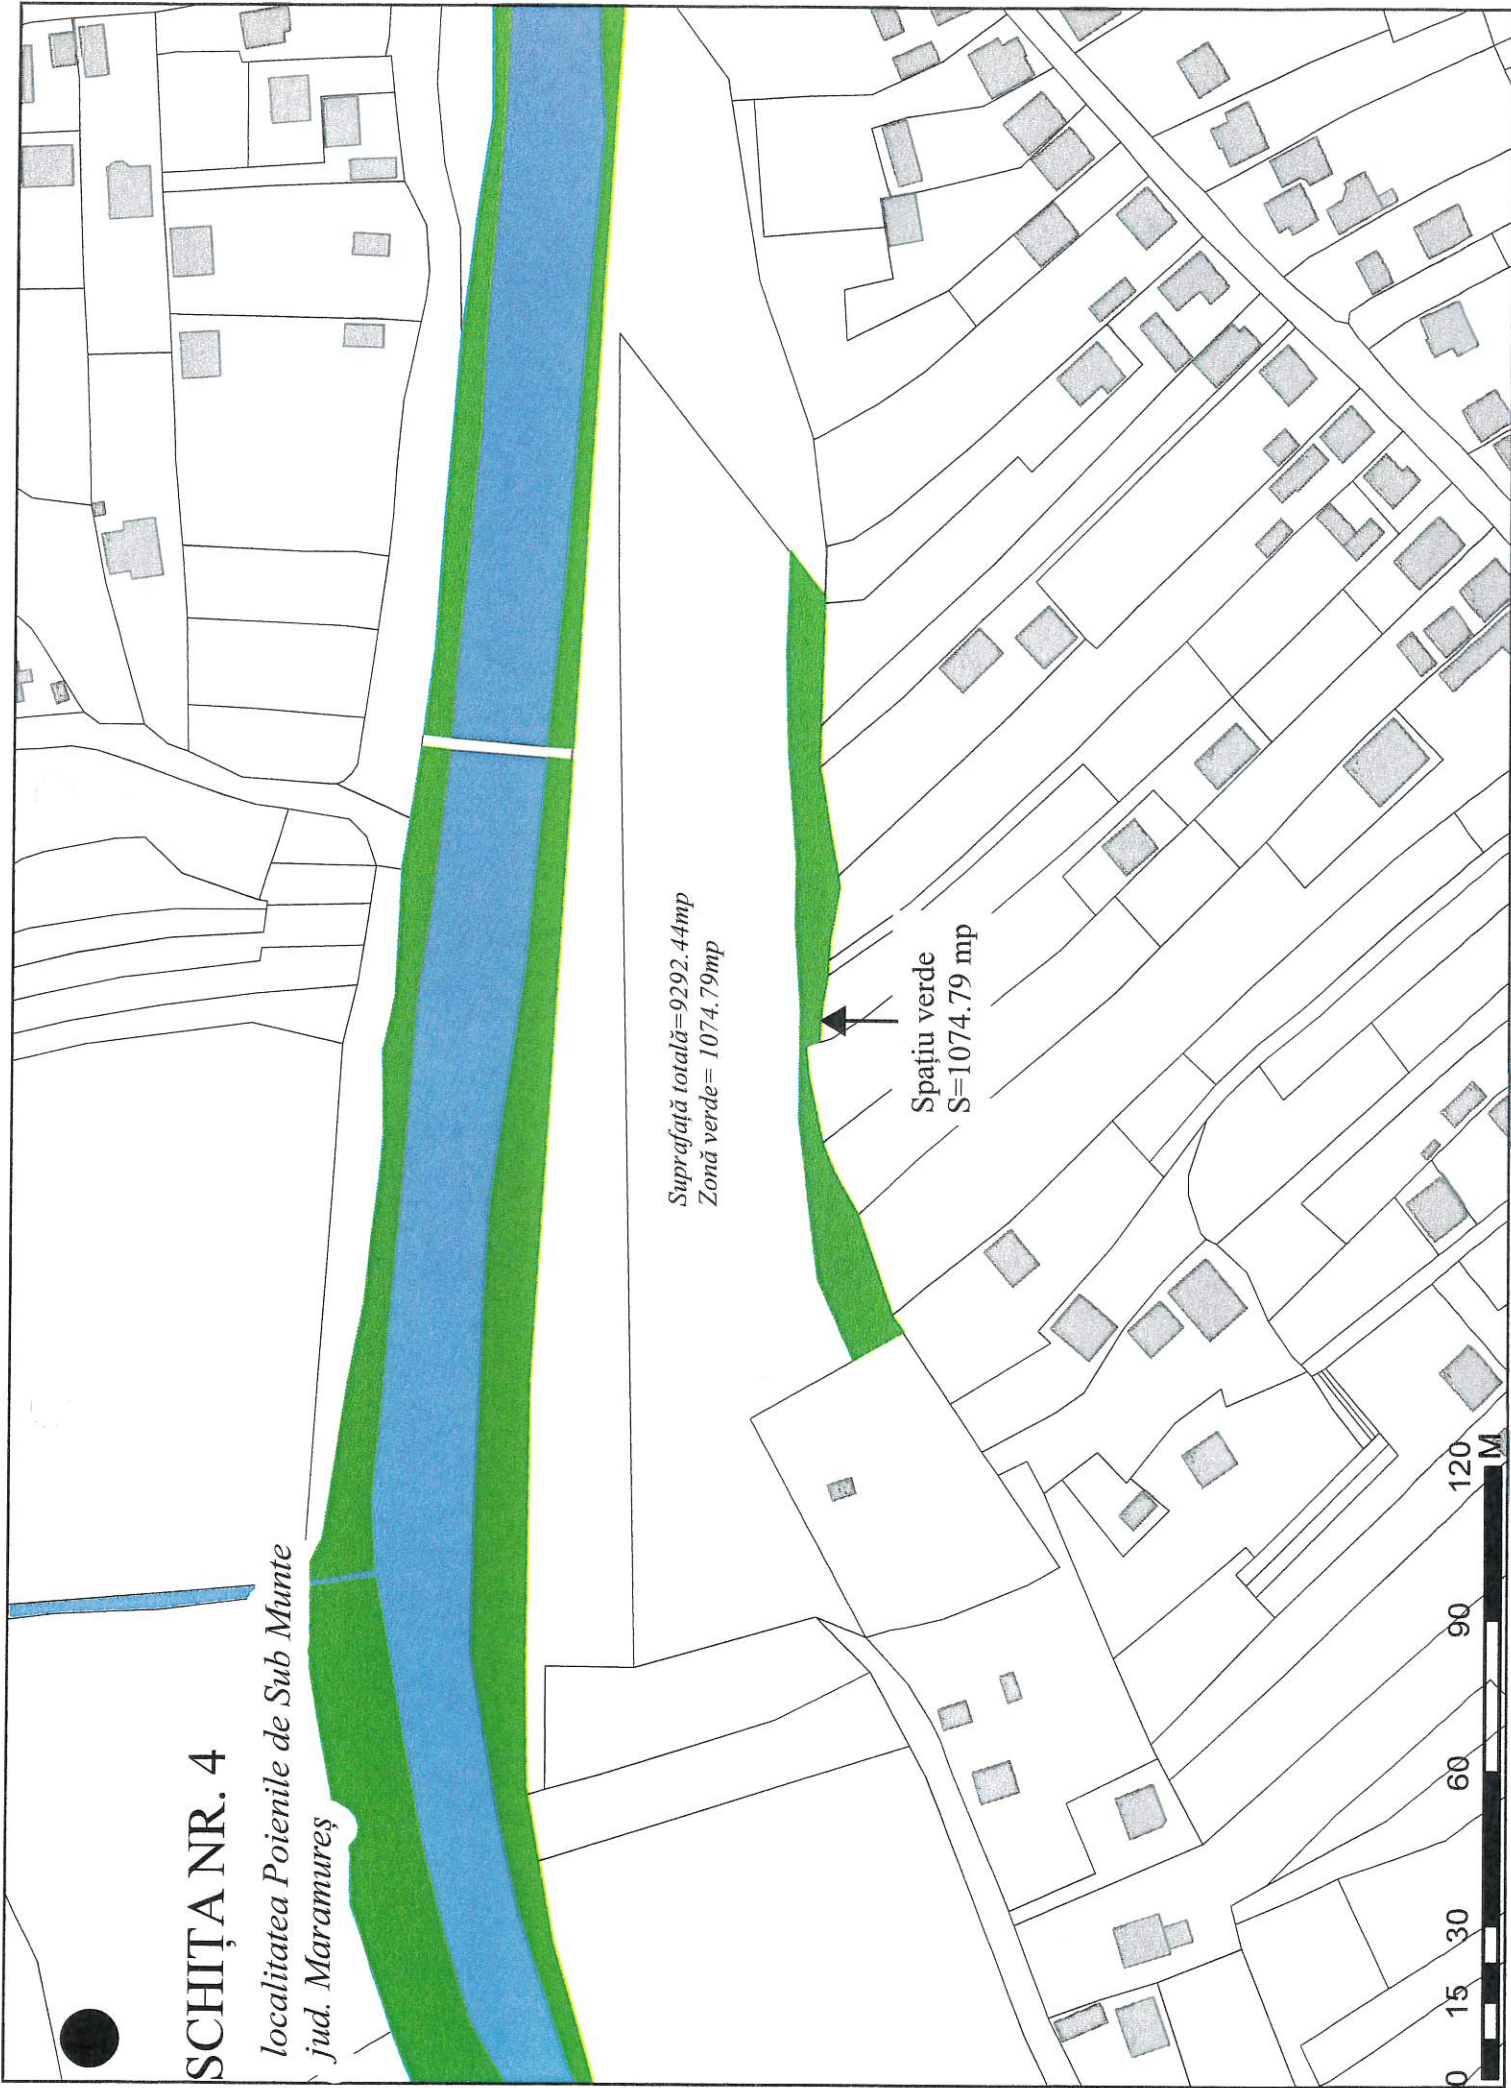 SCHIȚA NR. 4
localitatea Poienile de Sub Munte
jud. Maramureș
Suprafață totală=9292.44mp
Zonă verde= 1074.79mp
Spațiu verde
S=1074.79 mp
0 15 30 60 90 120
M